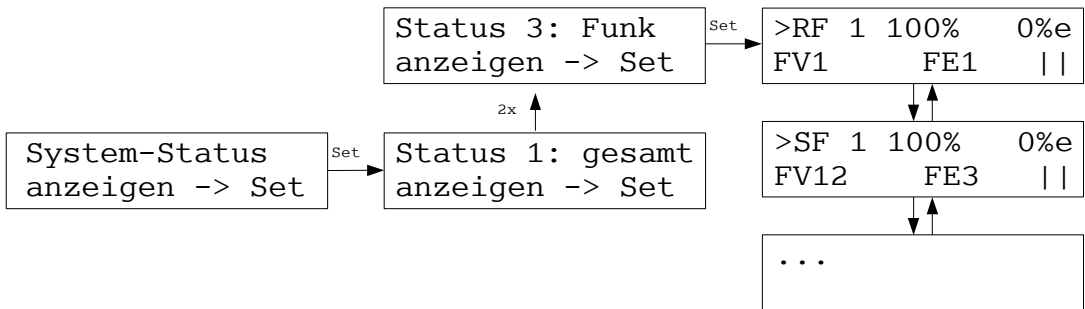 Status 3: Funk
anzeigen -> Set
Set
>RF 1 100% 0%e
FV1 FE1 ||
2x
System-Status
anzeigen -> Set
Set
Status 1: gesamt
anzeigen -> Set
>SF 1 100% 0%e
FV12 FE3 ||
...